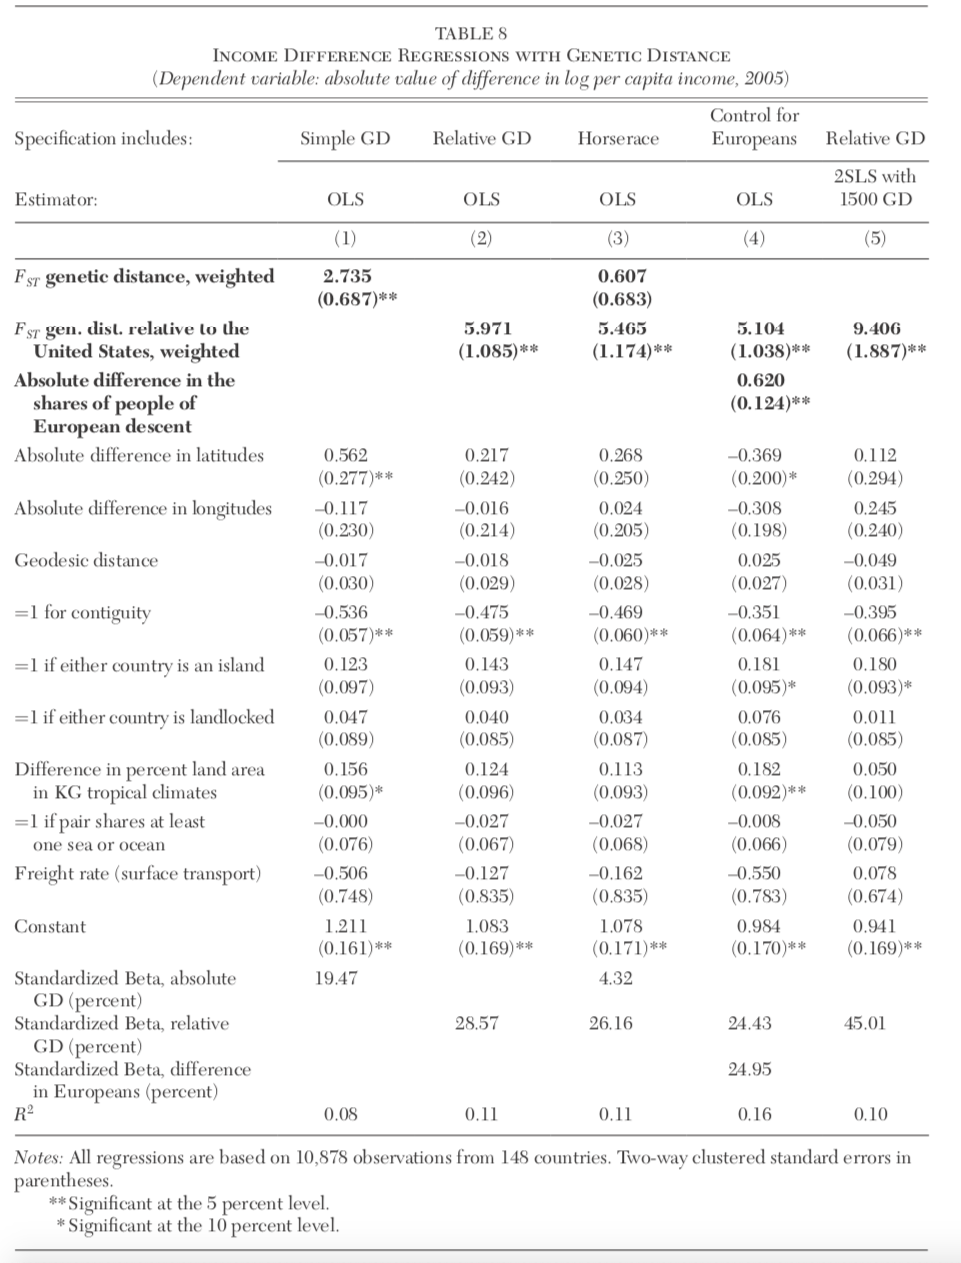 TABLE 8
Income Difference Regressions with Genetic Distance
(Dependent variable: absolute value of difference in log per capita income, 2005)
Specification includes: Simple GD Relative GD Horserace Control for Europeans Relative GD
Estimator: OLS OLS OLS OLS 2SLS with 1500 GD
(1) (2) (3) (4) (5)
F_ST genetic distance, weighted 2.735 0.607
(0.687)** (0.683)
F_ST gen. dist. relative to the 5.971 5.465 5.104 9.406
United States, weighted (1.085)** (1.174)** (1.038)** (1.887)**
Absolute difference in the 0.620
shares of people of (0.124)**
European descent
Absolute difference in latitudes 0.562 0.217 0.268 –0.369 0.112
(0.277)** (0.242) (0.250) (0.200)* (0.294)
Absolute difference in longitudes –0.117 –0.016 0.024 –0.308 0.245
(0.230) (0.214) (0.205) (0.198) (0.240)
Geodesic distance –0.017 –0.018 –0.025 0.025 –0.049
(0.030) (0.029) (0.028) (0.027) (0.031)
=1 for contiguity –0.536 –0.475 –0.469 –0.351 –0.395
(0.057)** (0.059)** (0.060)** (0.064)** (0.066)**
=1 if either country is an island 0.123 0.143 0.147 0.181 0.180
(0.097) (0.093) (0.094) (0.095)* (0.093)*
=1 if either country is landlocked 0.047 0.040 0.034 0.076 0.011
(0.089) (0.085) (0.087) (0.085) (0.085)
Difference in percent land area 0.156 0.124 0.113 0.182 0.050
in KG tropical climates (0.095)* (0.096) (0.093) (0.092)** (0.100)
=1 if pair shares at least –0.000 –0.027 –0.027 –0.008 –0.050
one sea or ocean (0.076) (0.067) (0.068) (0.066) (0.079)
Freight rate (surface transport) –0.506 –0.127 –0.162 –0.550 0.078
(0.748) (0.835) (0.835) (0.783) (0.674)
Constant 1.211 1.083 1.078 0.984 0.941
(0.161)** (0.169)** (0.171)** (0.170)** (0.169)**
Standardized Beta, absolute 19.47 4.32
GD (percent)
Standardized Beta, relative 28.57 26.16 24.43 45.01
GD (percent)
Standardized Beta, difference 24.95
in Europeans (percent)
R² 0.08 0.11 0.11 0.16 0.10
Notes: All regressions are based on 10,878 observations from 148 countries. Two-way clustered standard errors in
parentheses.
** Significant at the 5 percent level.
* Significant at the 10 percent level.